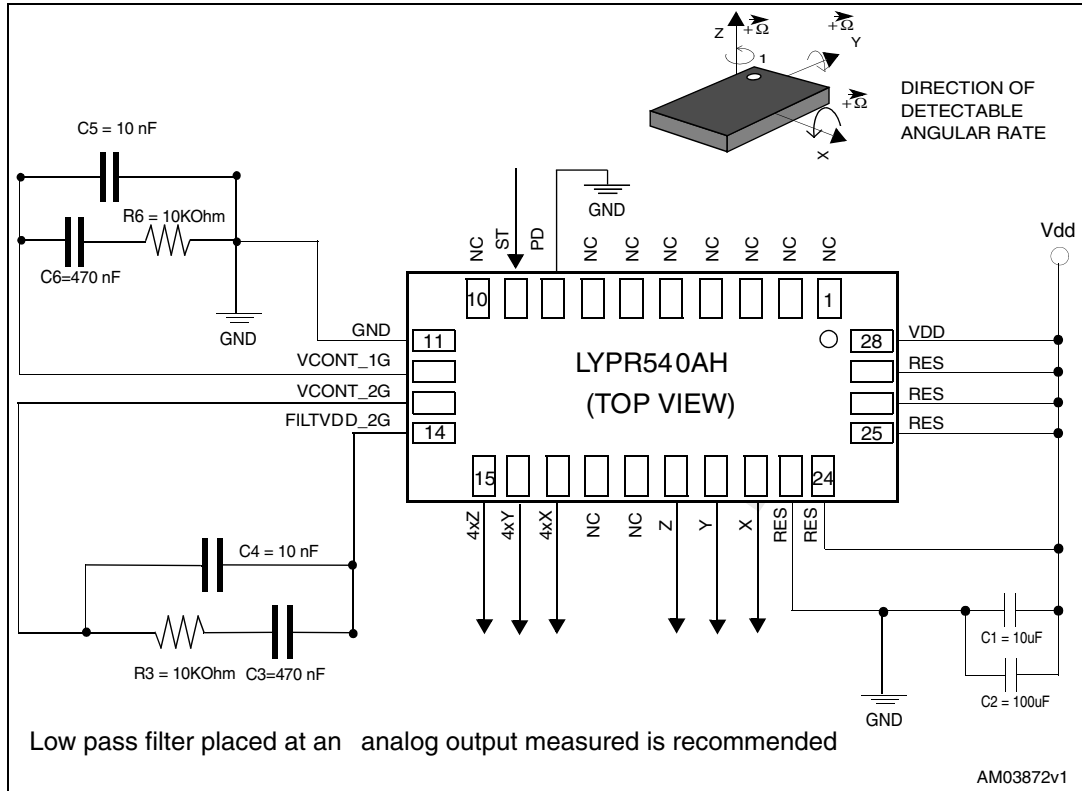 Z
+Ω
1
+Ω
Y
+Ω
X
DIRECTION OF
DETECTABLE
ANGULAR RATE
C5 = 10 nF
R6 = 10KOhm
C6=470 nF
GND
GND
Vdd
NC
ST
PD
NC
NC
NC
NC
NC
NC
NC
10
1
GND
11
28
VDD
VCONT_1G
RES
VCONT_2G
RES
FILTVDD_2G
14
25
RES
LYPR540AH
(TOP VIEW)
15
24
4xZ
4xY
4xX
NC
NC
Z
Y
X
RES
RES
C4 = 10 nF
R3 = 10KOhm
C3=470 nF
C1 = 10uF
C2 = 100uF
GND
Low pass filter placed at an analog output measured is recommended
AM03872v1